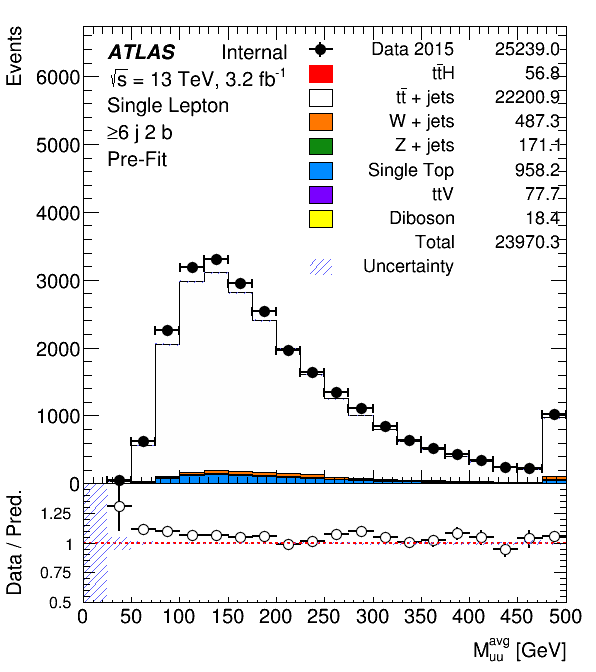 Events
ATLAS Internal
√s = 13 TeV, 3.2 fb⁻¹
Single Lepton
≥6 j 2 b
Pre-Fit
Data 2015 25239.0
tt̄H 56.8
tt̄ + jets 22200.9
W + jets 487.3
Z + jets 171.1
Single Top 958.2
ttV 77.7
Diboson 18.4
Total 23970.3
Uncertainty
6000
5000
4000
3000
2000
1000
0
Data / Pred.
1.25
1
0.75
0.5
0 50 100 150 200 250 300 350 400 450 500
M_uu^avg [GeV]